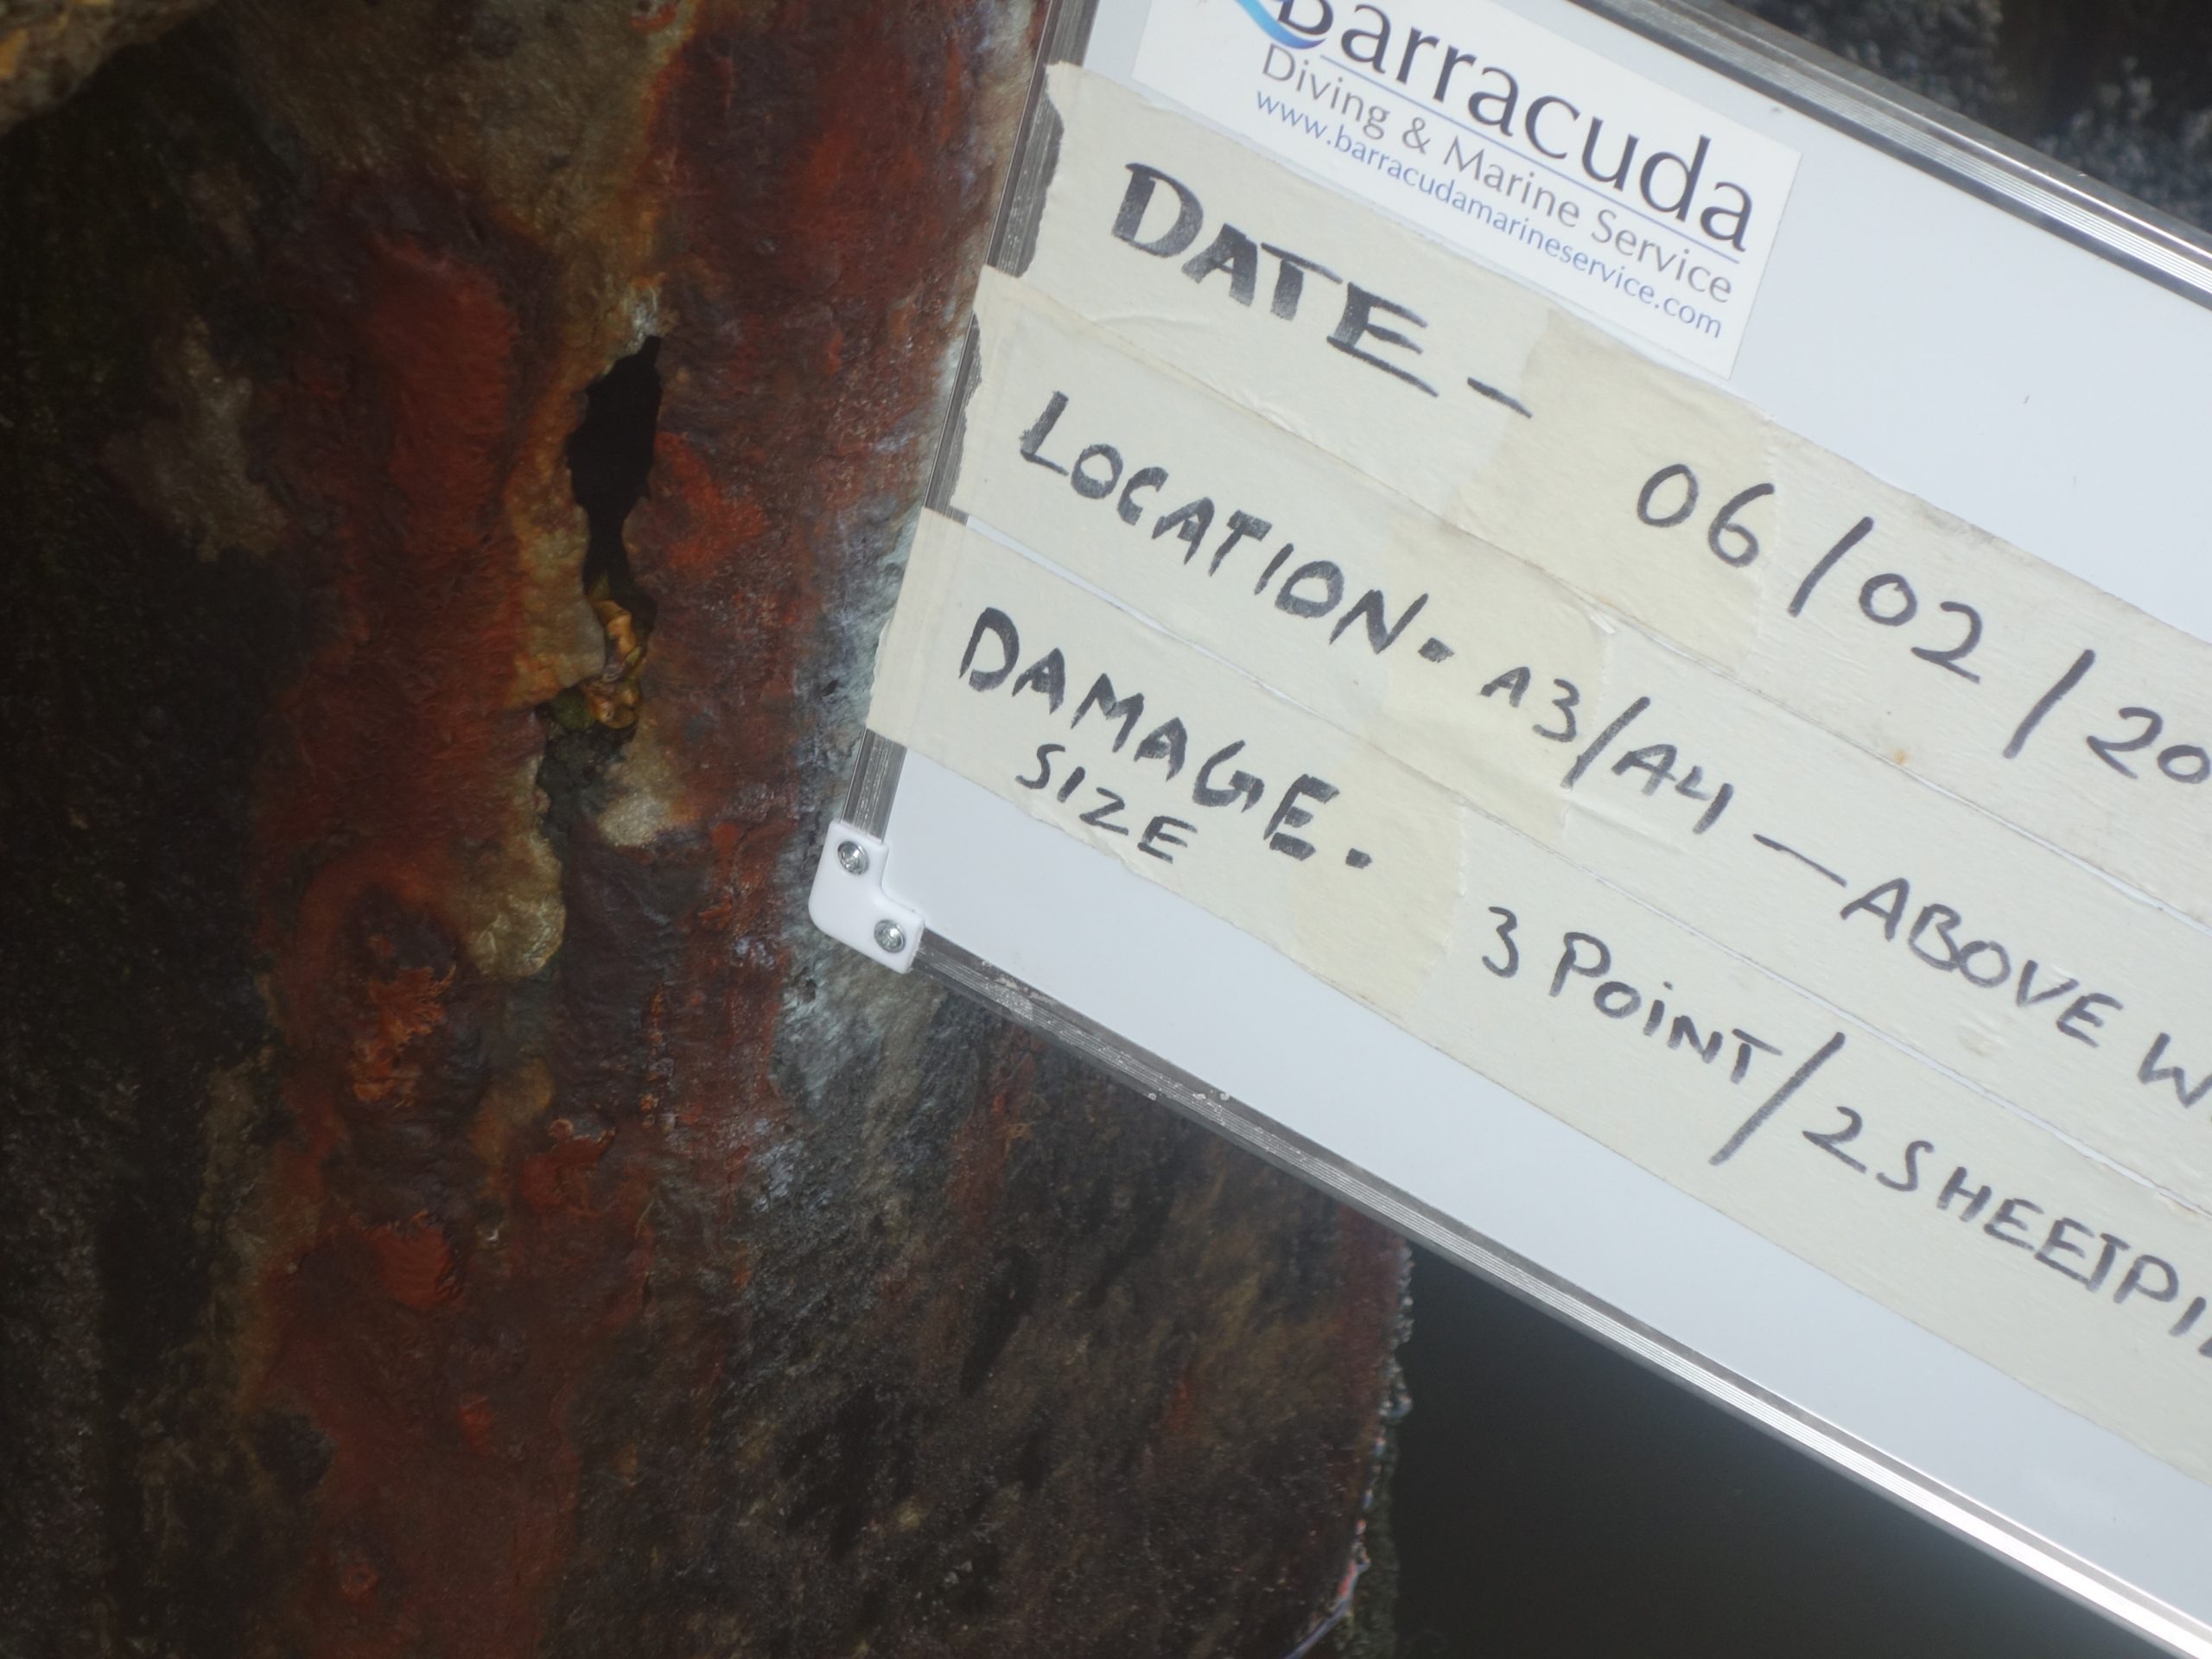 Barracuda
Diving & Marine Service
www.barracudamarineservice.com
DATE - 06/02/20
LOCATION - A3/A4 - ABOVE W
DAMAGE. 3 POINT/2 SHEETPI
SIZE